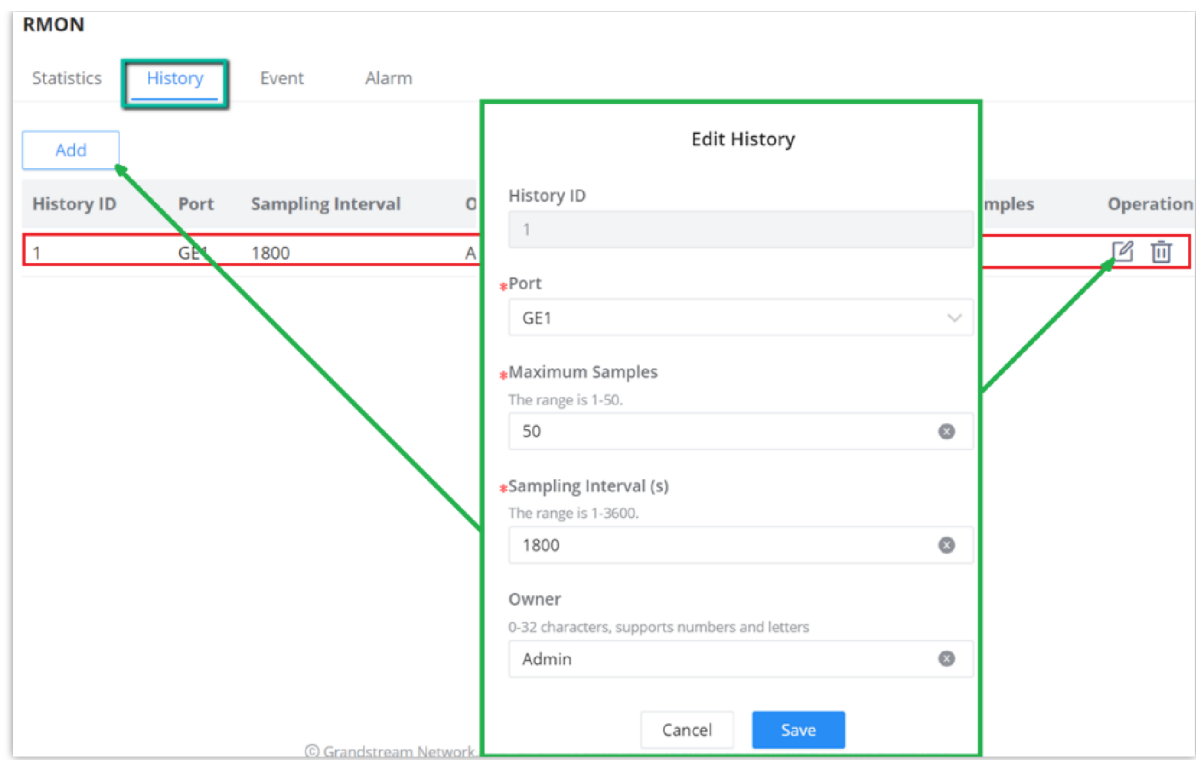 RMON
Statistics History Event Alarm
Add
History ID Port Sampling Interval O mples Operation
1 GE1 1800 A
Edit History
History ID
1
*Port
GE1
*Maximum Samples
The range is 1-50.
50
*Sampling Interval (s)
The range is 1-3600.
1800
Owner
0-32 characters, supports numbers and letters
Admin
Cancel Save
© Grandstream Network